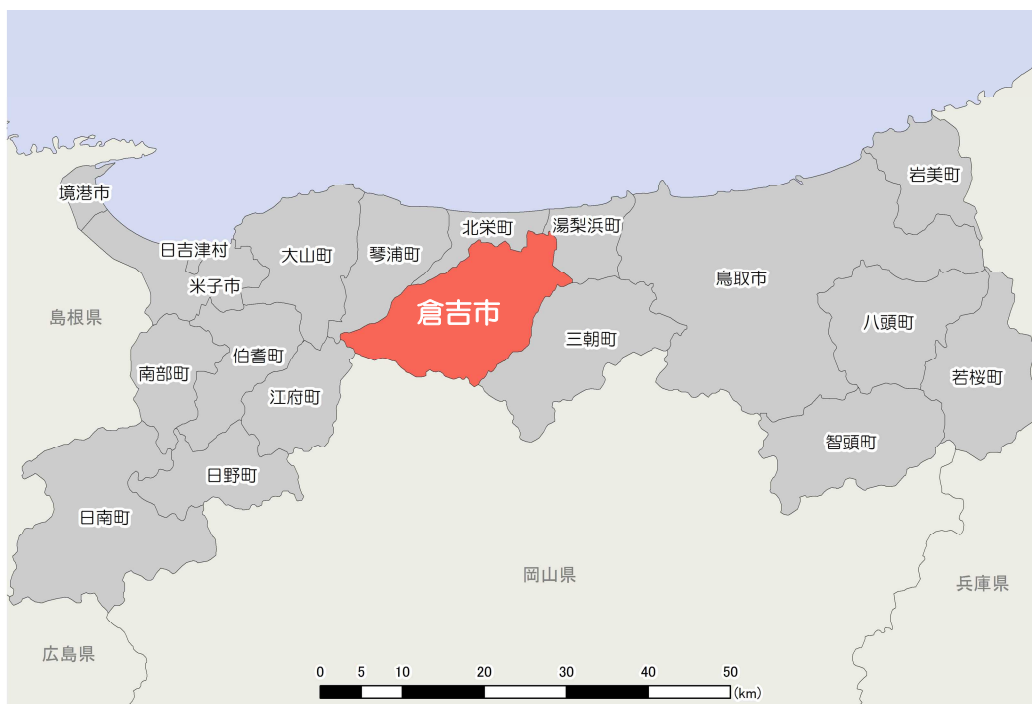 岩美町
境港市
北栄町
湯梨浜町
日吉津村
大山町
琴浦町
米子市
鳥取市
倉吉市
島根県
八頭町
伯耆町
三朝町
南部町
若桜町
江府町
智頭町
日野町
日南町
岡山県
兵庫県
広島県
0 5 10 20 30 40 50
(km)